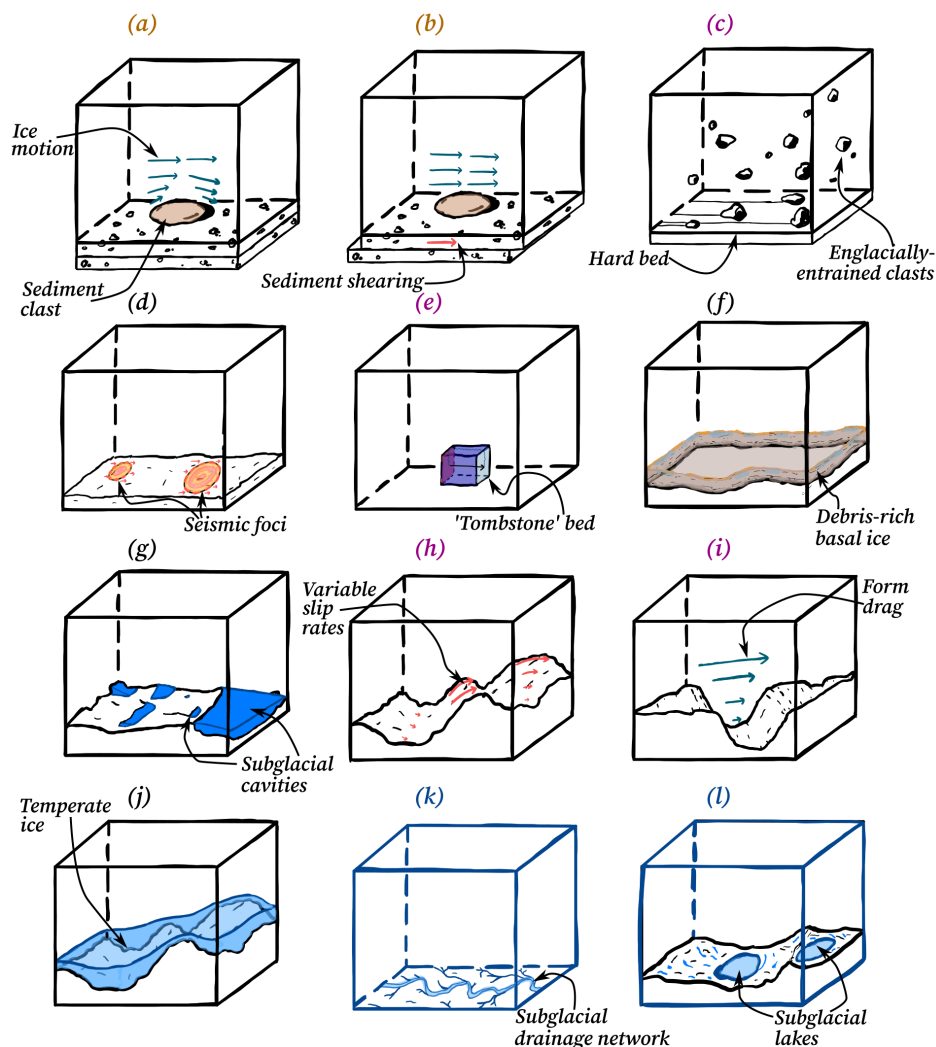 (a)
(b)
(c)
Ice
motion
Sediment
clast
Sediment shearing
Hard bed
Englacially-
entrained clasts
(d)
(e)
(f)
Seismic foci
'Tombstone' bed
Debris-rich
basal ice
(g)
(h)
(i)
Variable
slip
rates
Form
drag
Subglacial
cavities
(j)
(k)
(l)
Temperate
ice
Subglacial
drainage network
Subglacial
lakes